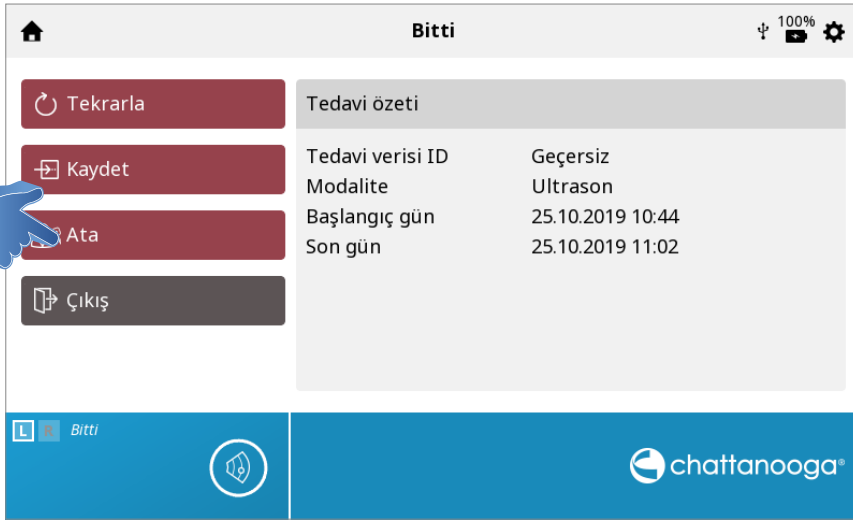 Bitti
100%
Tekrarla
Kaydet
Ata
Çıkış
Tedavi özeti
Tedavi verisi ID Geçersiz
Modalite Ultrason
Başlangıç gün 25.10.2019 10:44
Son gün 25.10.2019 11:02
L R Bitti
chattanooga®